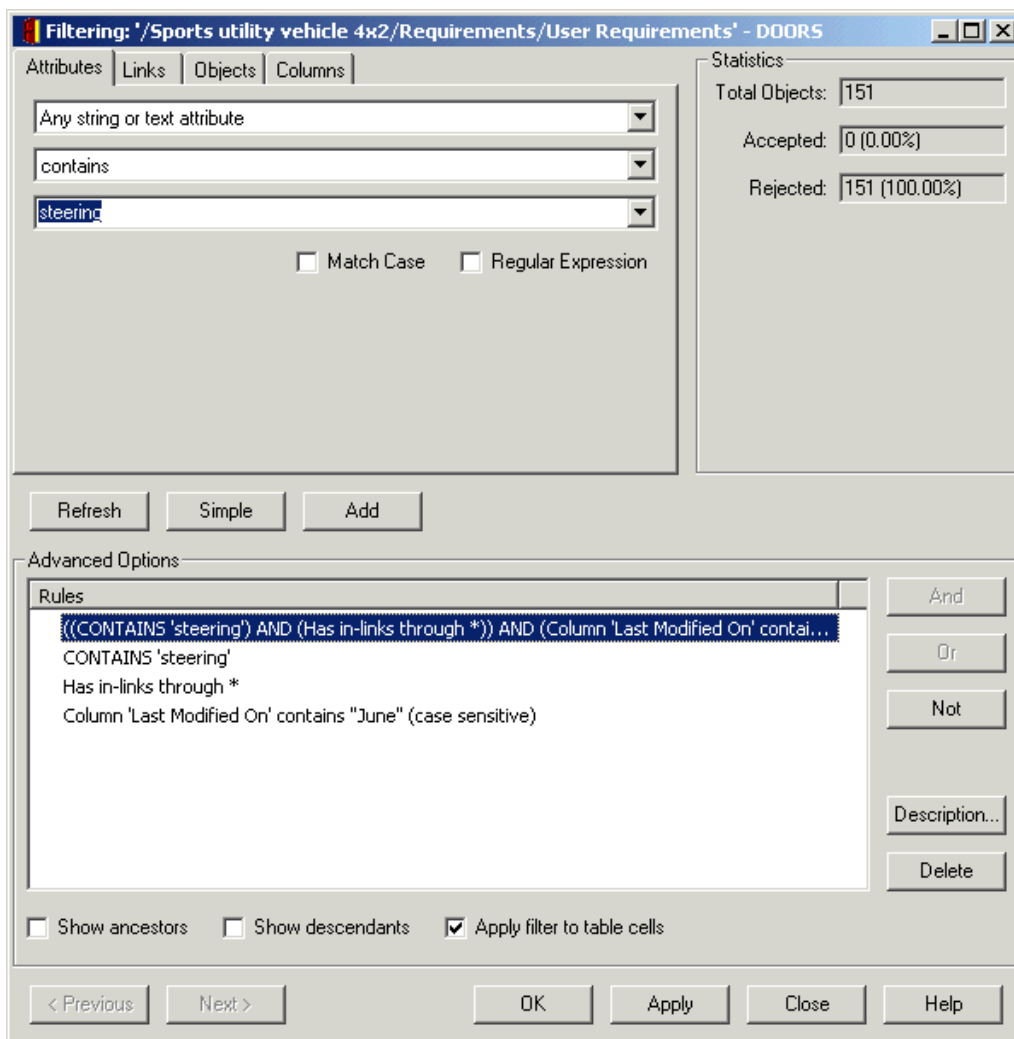 Filtering: '/Sports utility vehicle 4x2/Requirements/User Requirements' - DOORS
Attributes Links Objects Columns
Any string or text attribute
contains
steering
Match Case Regular Expression
Statistics
Total Objects: 151
Accepted: 0 (0.00%)
Rejected: 151 (100.00%)
Refresh Simple Add
Advanced Options
Rules
((CONTAINS 'steering') AND (Has in-links through *)) AND (Column 'Last Modified On' contai...
CONTAINS 'steering'
Has in-links through *
Column 'Last Modified On' contains "June" (case sensitive)
And
Or
Not
Description...
Delete
Show ancestors Show descendants Apply filter to table cells
< Previous Next > OK Apply Close Help